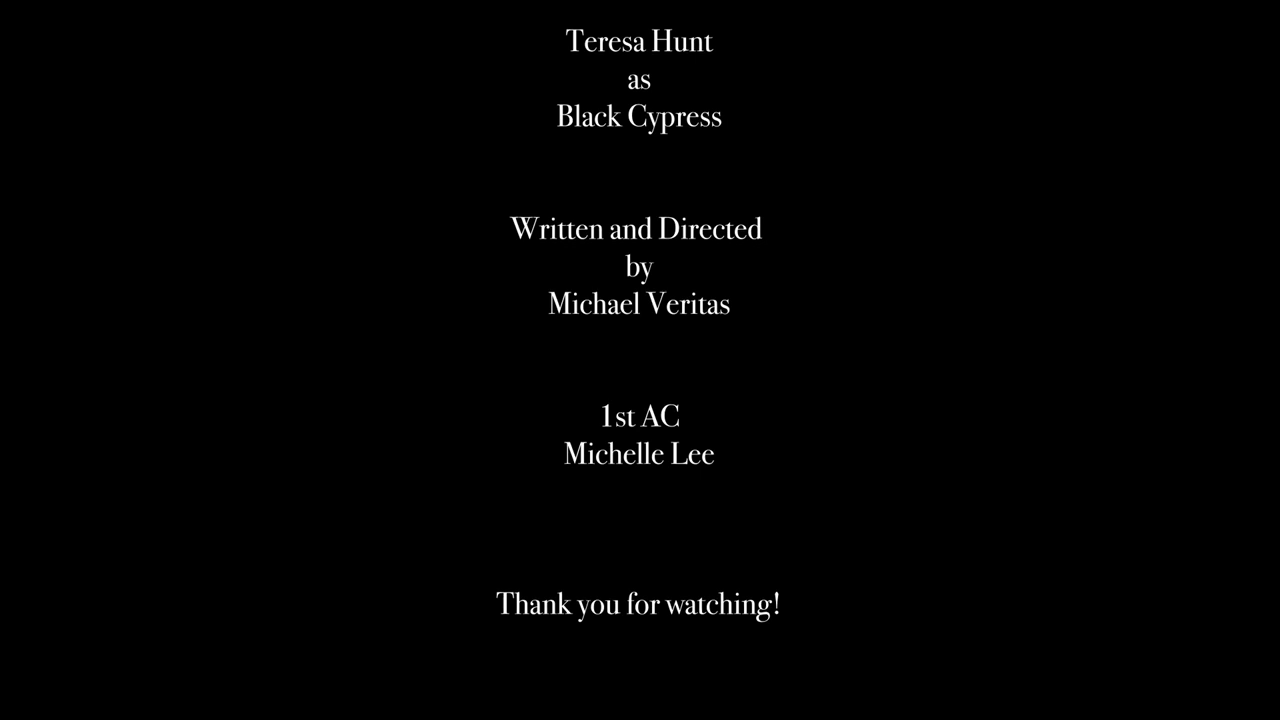 Teresa Hunt
as
Black Cypress
Written and Directed
by
Michael Veritas
1st AC
Michelle Lee
Thank you for watching!